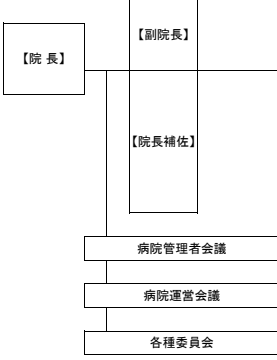 【副院長】
【院 長】
【院長補佐】
病院管理者会議
病院運営会議
各種委員会